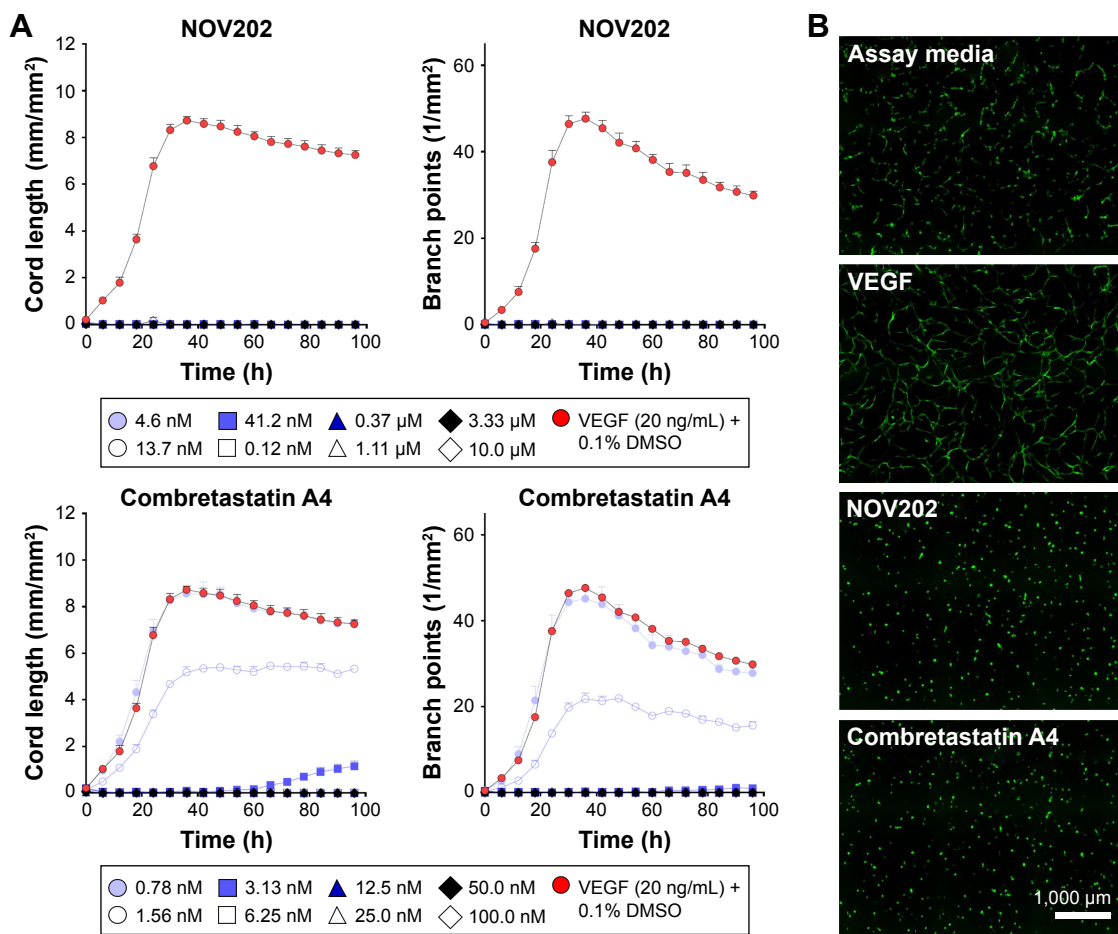 A
B
NOV202
NOV202
Cord length (mm/mm²)
12
10
8
6
4
2
0
0 20 40 60 80 100
Time (h)
Branch points (1/mm²)
60
40
20
0
0 20 40 60 80 100
Time (h)
4.6 nM 41.2 nM 0.37 µM 3.33 µM VEGF (20 ng/mL) +
13.7 nM 0.12 nM 1.11 µM 10.0 µM 0.1% DMSO
Combretastatin A4
Combretastatin A4
Cord length (mm/mm²)
12
10
8
6
4
2
0
0 20 40 60 80 100
Time (h)
Branch points (1/mm²)
60
40
20
0
0 20 40 60 80 100
Time (h)
0.78 nM 3.13 nM 12.5 nM 50.0 nM VEGF (20 ng/mL) +
1.56 nM 6.25 nM 25.0 nM 100.0 nM 0.1% DMSO
Assay media
VEGF
NOV202
Combretastatin A4
1,000 µm